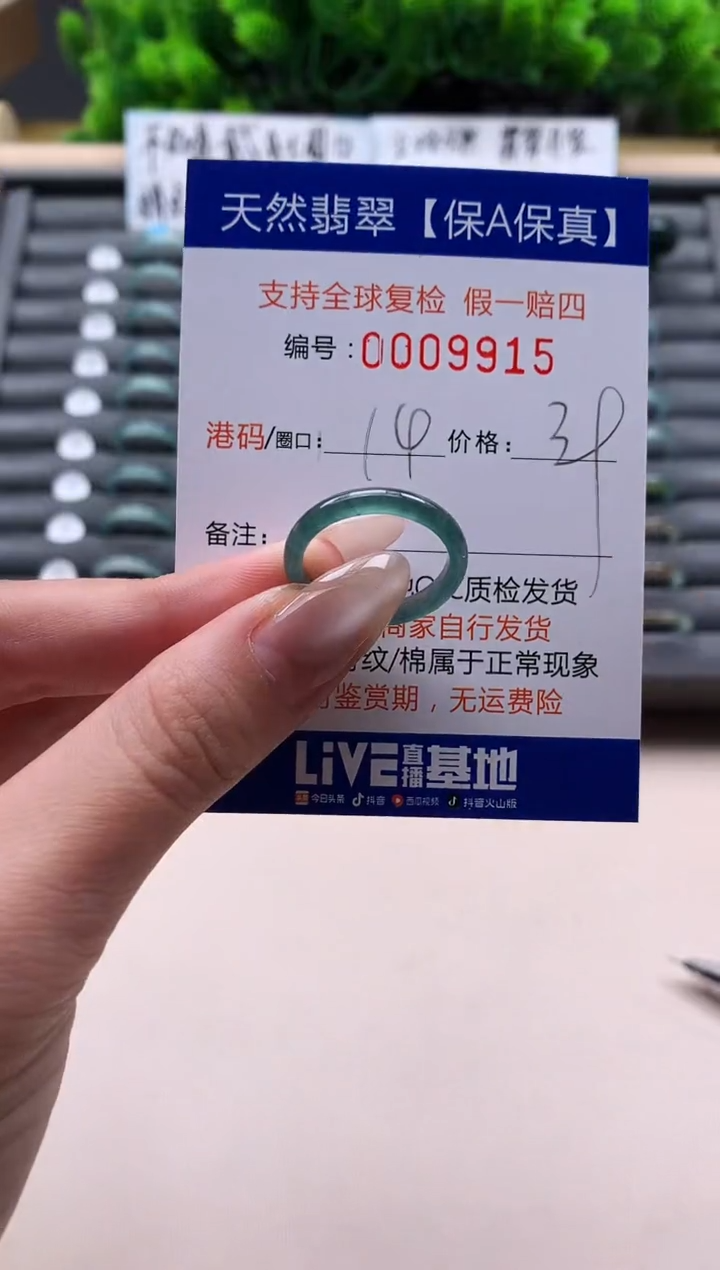 天然翡翠【保A保真】
支持全球复检 假一赔四
编号：0009915
港码/圈口：14 价格：39
备注：
质检发货
商家自行发货
纹/棉属于正常现象
鉴赏期，无运费险
LiVE直播基地
今日头条 抖音 西瓜视频 抖音火山版